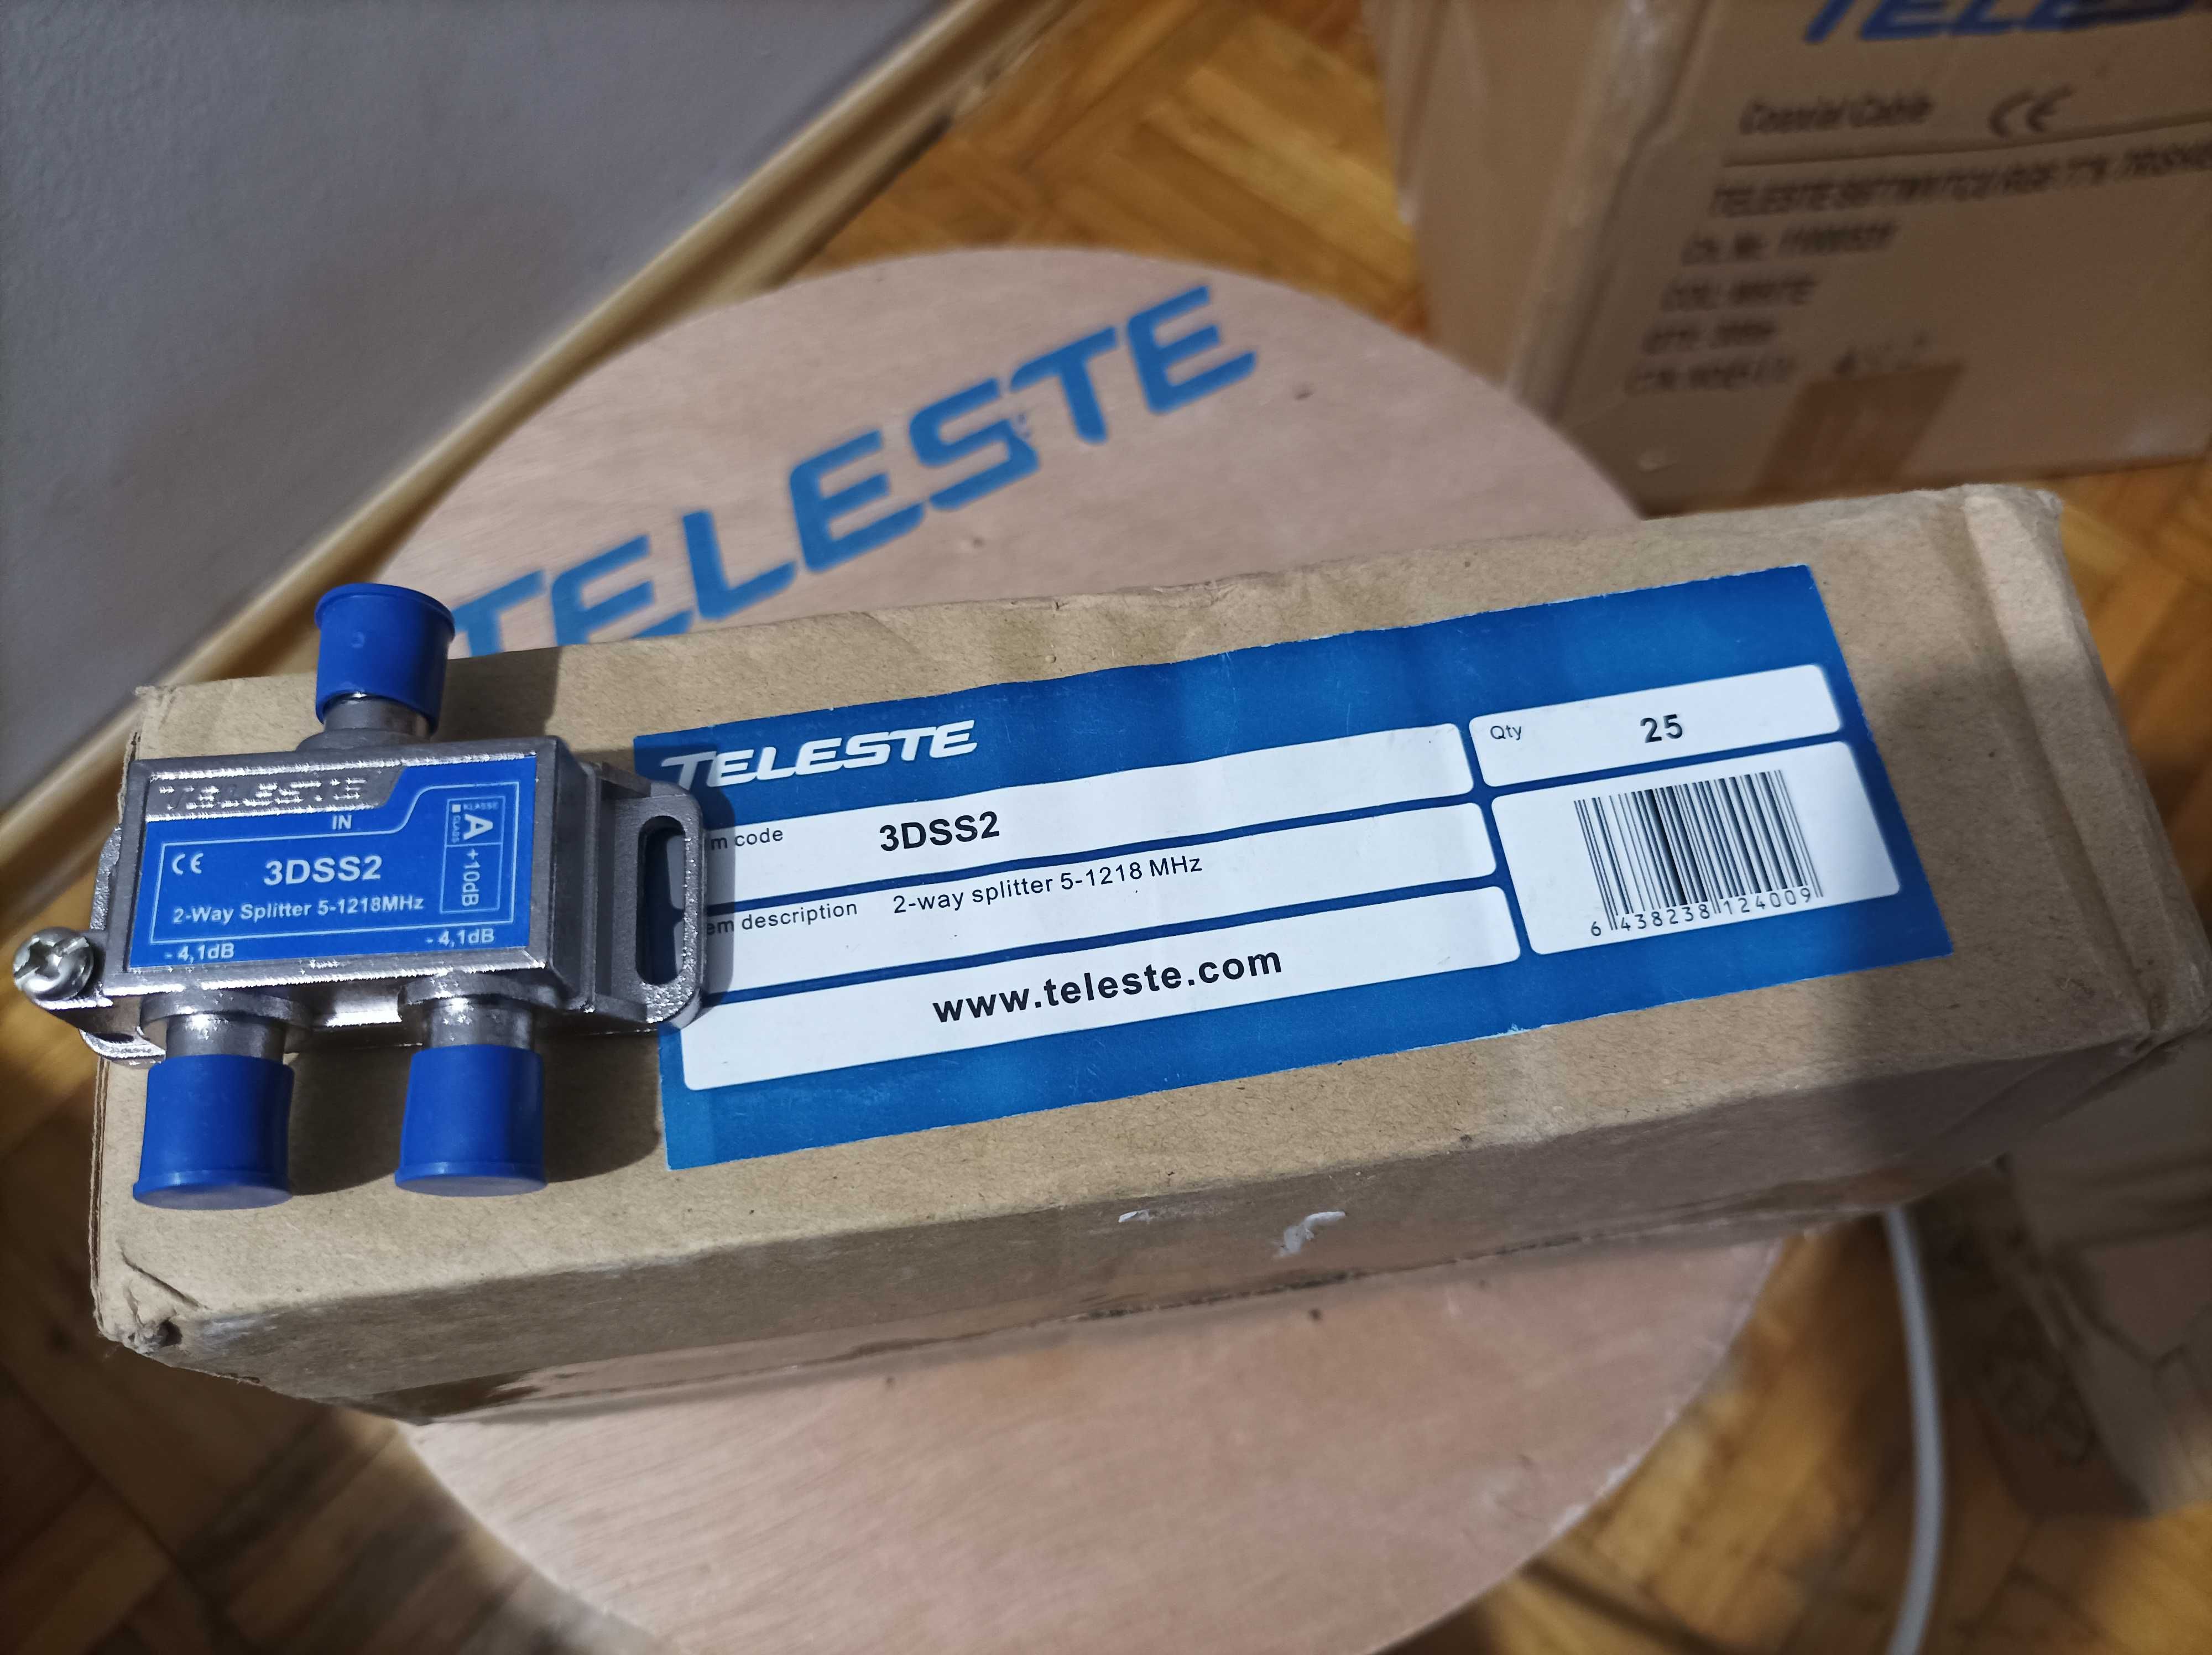 TELESTE
Coaxial Cable CE
TELESTE
TELESTE
IN
CE
3DSS2
2-Way Splitter 5-1218MHz
- 4,1dB
- 4,1dB
KLASSE
A
CLASS
+10dB
TELESTE
m code
3DSS2
em description
2-way splitter 5-1218 MHz
www.teleste.com
Qty
25
6 438238 124009